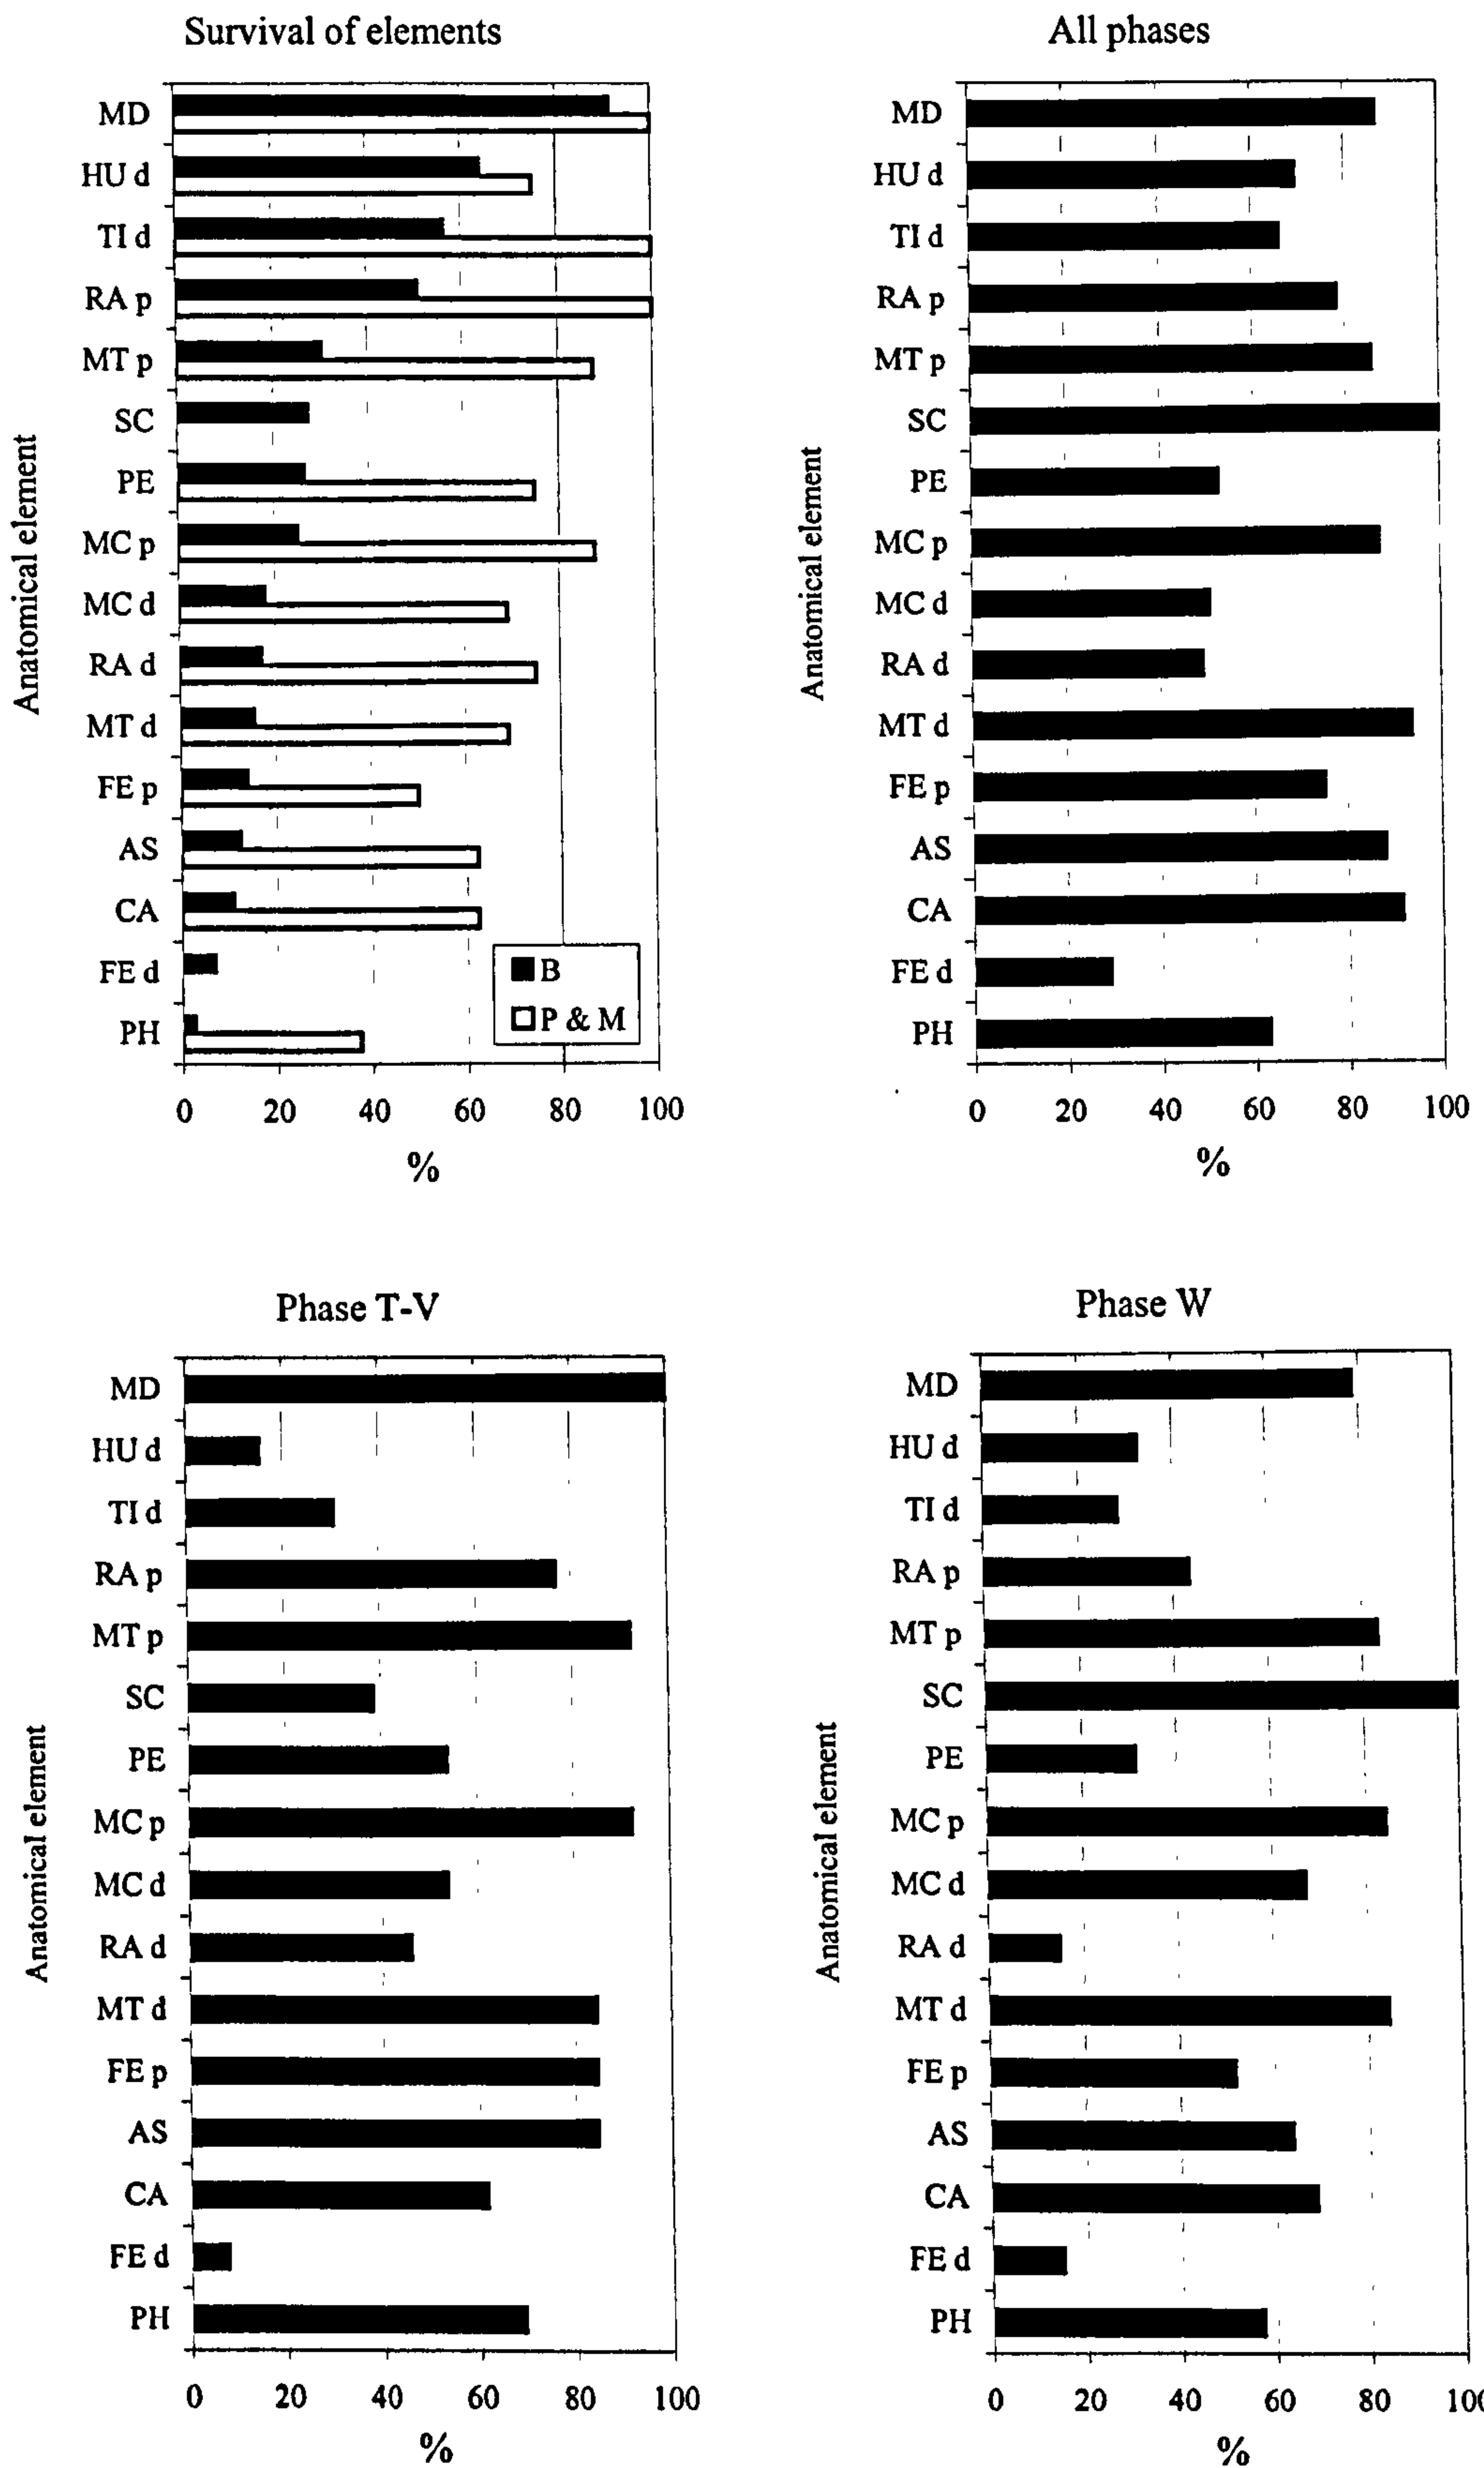 Survival of elements
Anatomical element
MD
HU d
TI d
RA p
MT p
SC
PE
MC p
MC d
RA d
MT d
FE p
AS
CA
FE d
PH
B
P & M
0 20 40 60 80 100
%
All phases
Anatomical element
MD
HU d
TI d
RA p
MT p
SC
PE
MC p
MC d
RA d
MT d
FE p
AS
CA
FE d
PH
0 20 40 60 80 100
%
Phase T-V
Anatomical element
MD
HU d
TI d
RA p
MT p
SC
PE
MC p
MC d
RA d
MT d
FE p
AS
CA
FE d
PH
0 20 40 60 80 100
%
Phase W
Anatomical element
MD
HU d
TI d
RA p
MT p
SC
PE
MC p
MC d
RA d
MT d
FE p
AS
CA
FE d
PH
0 20 40 60 80 100
%